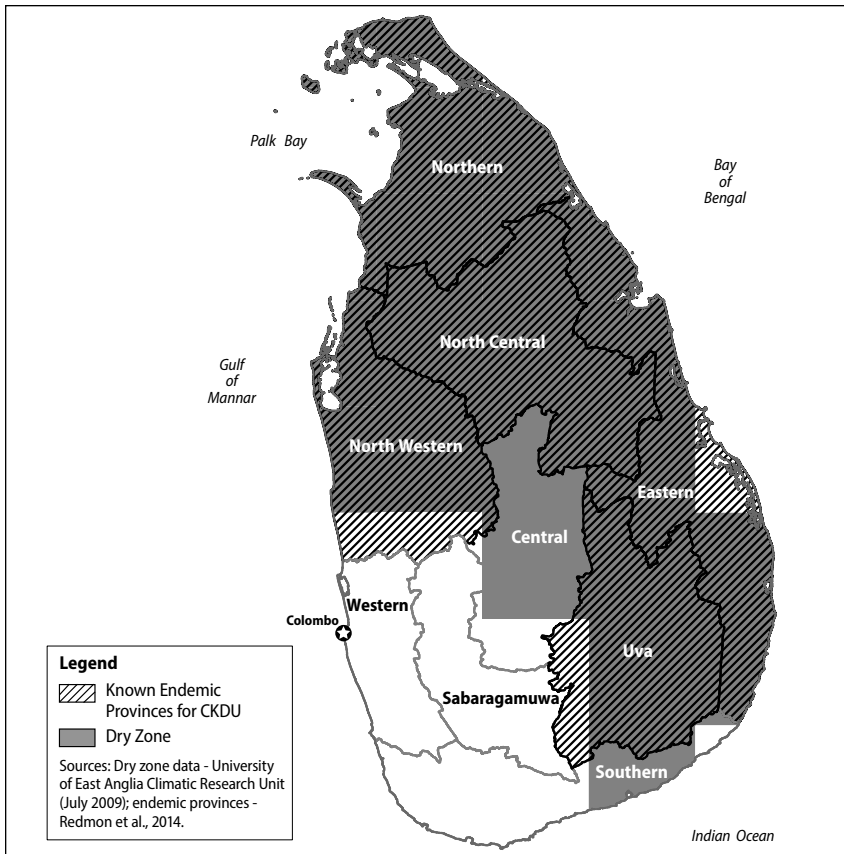 Palk Bay
Northern
Bay
of
Bengal
North Central
Gulf
of
Mannar
North Western
Eastern
Central
Western
Colombo
Uva
Sabaragamuwa
Southern
Indian Ocean
Legend
Known Endemic
Provinces for CKDU
Dry Zone
Sources: Dry zone data - University
of East Anglia Climatic Research Unit
(July 2009); endemic provinces -
Redmon et al., 2014.